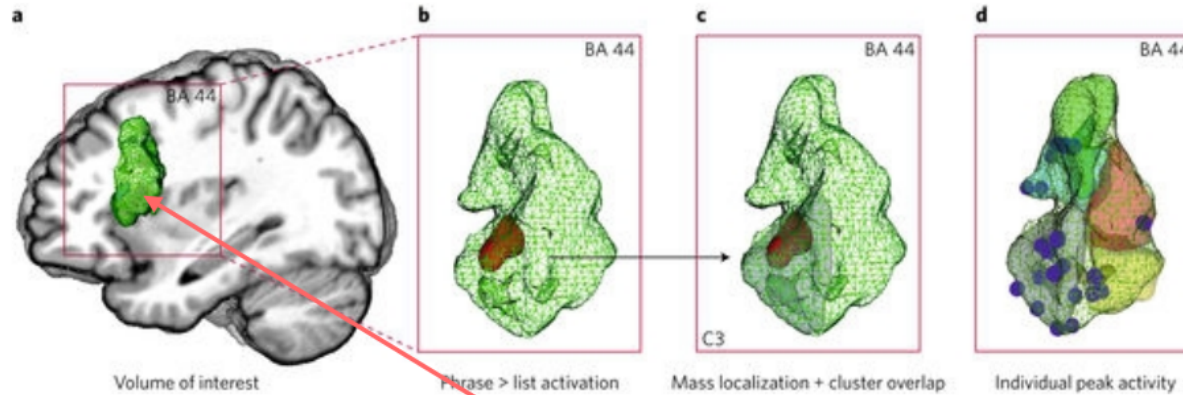 a
b
c
d
BA 44
BA 44
BA 44
BA 44
C3
Volume of interest
Phrase > list activation
Mass localization + cluster overlap
Individual peak activity